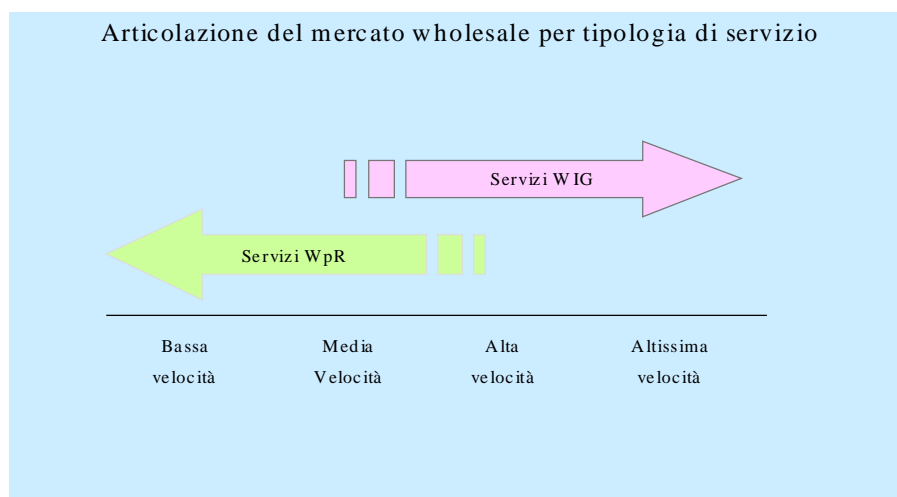 Articolazione del mercato wholesale per tipologia di servizio
Servizi WIG
Servizi WpR
Bassa velocità
Media Velocità
Alta velocità
Altissima velocità